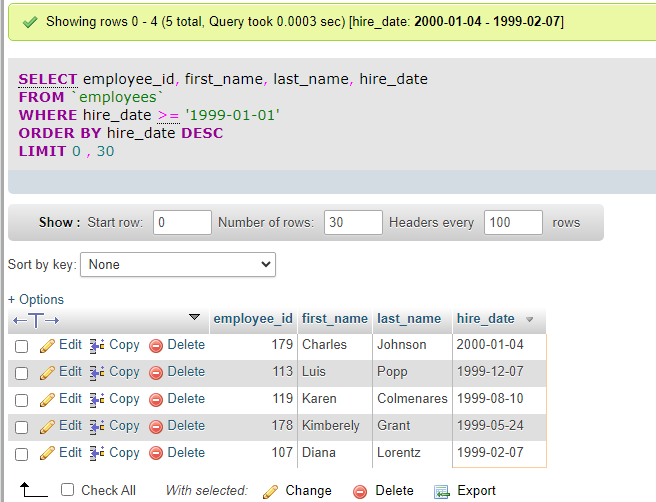 Showing rows 0 - 4 (5 total, Query took 0.0003 sec) [hire_date: 2000-01-04 - 1999-02-07]
SELECT employee_id, first_name, last_name, hire_date
FROM `employees`
WHERE hire_date >= '1999-01-01'
ORDER BY hire_date DESC
LIMIT 0 , 30
Show : Start row: 0 Number of rows: 30 Headers every 100 rows
Sort by key: None
+ Options
←T→ employee_id first_name last_name hire_date
Edit Copy Delete 179 Charles Johnson 2000-01-04
Edit Copy Delete 113 Luis Popp 1999-12-07
Edit Copy Delete 119 Karen Colmenares 1999-08-10
Edit Copy Delete 178 Kimberely Grant 1999-05-24
Edit Copy Delete 107 Diana Lorentz 1999-02-07
Check All With selected: Change Delete Export